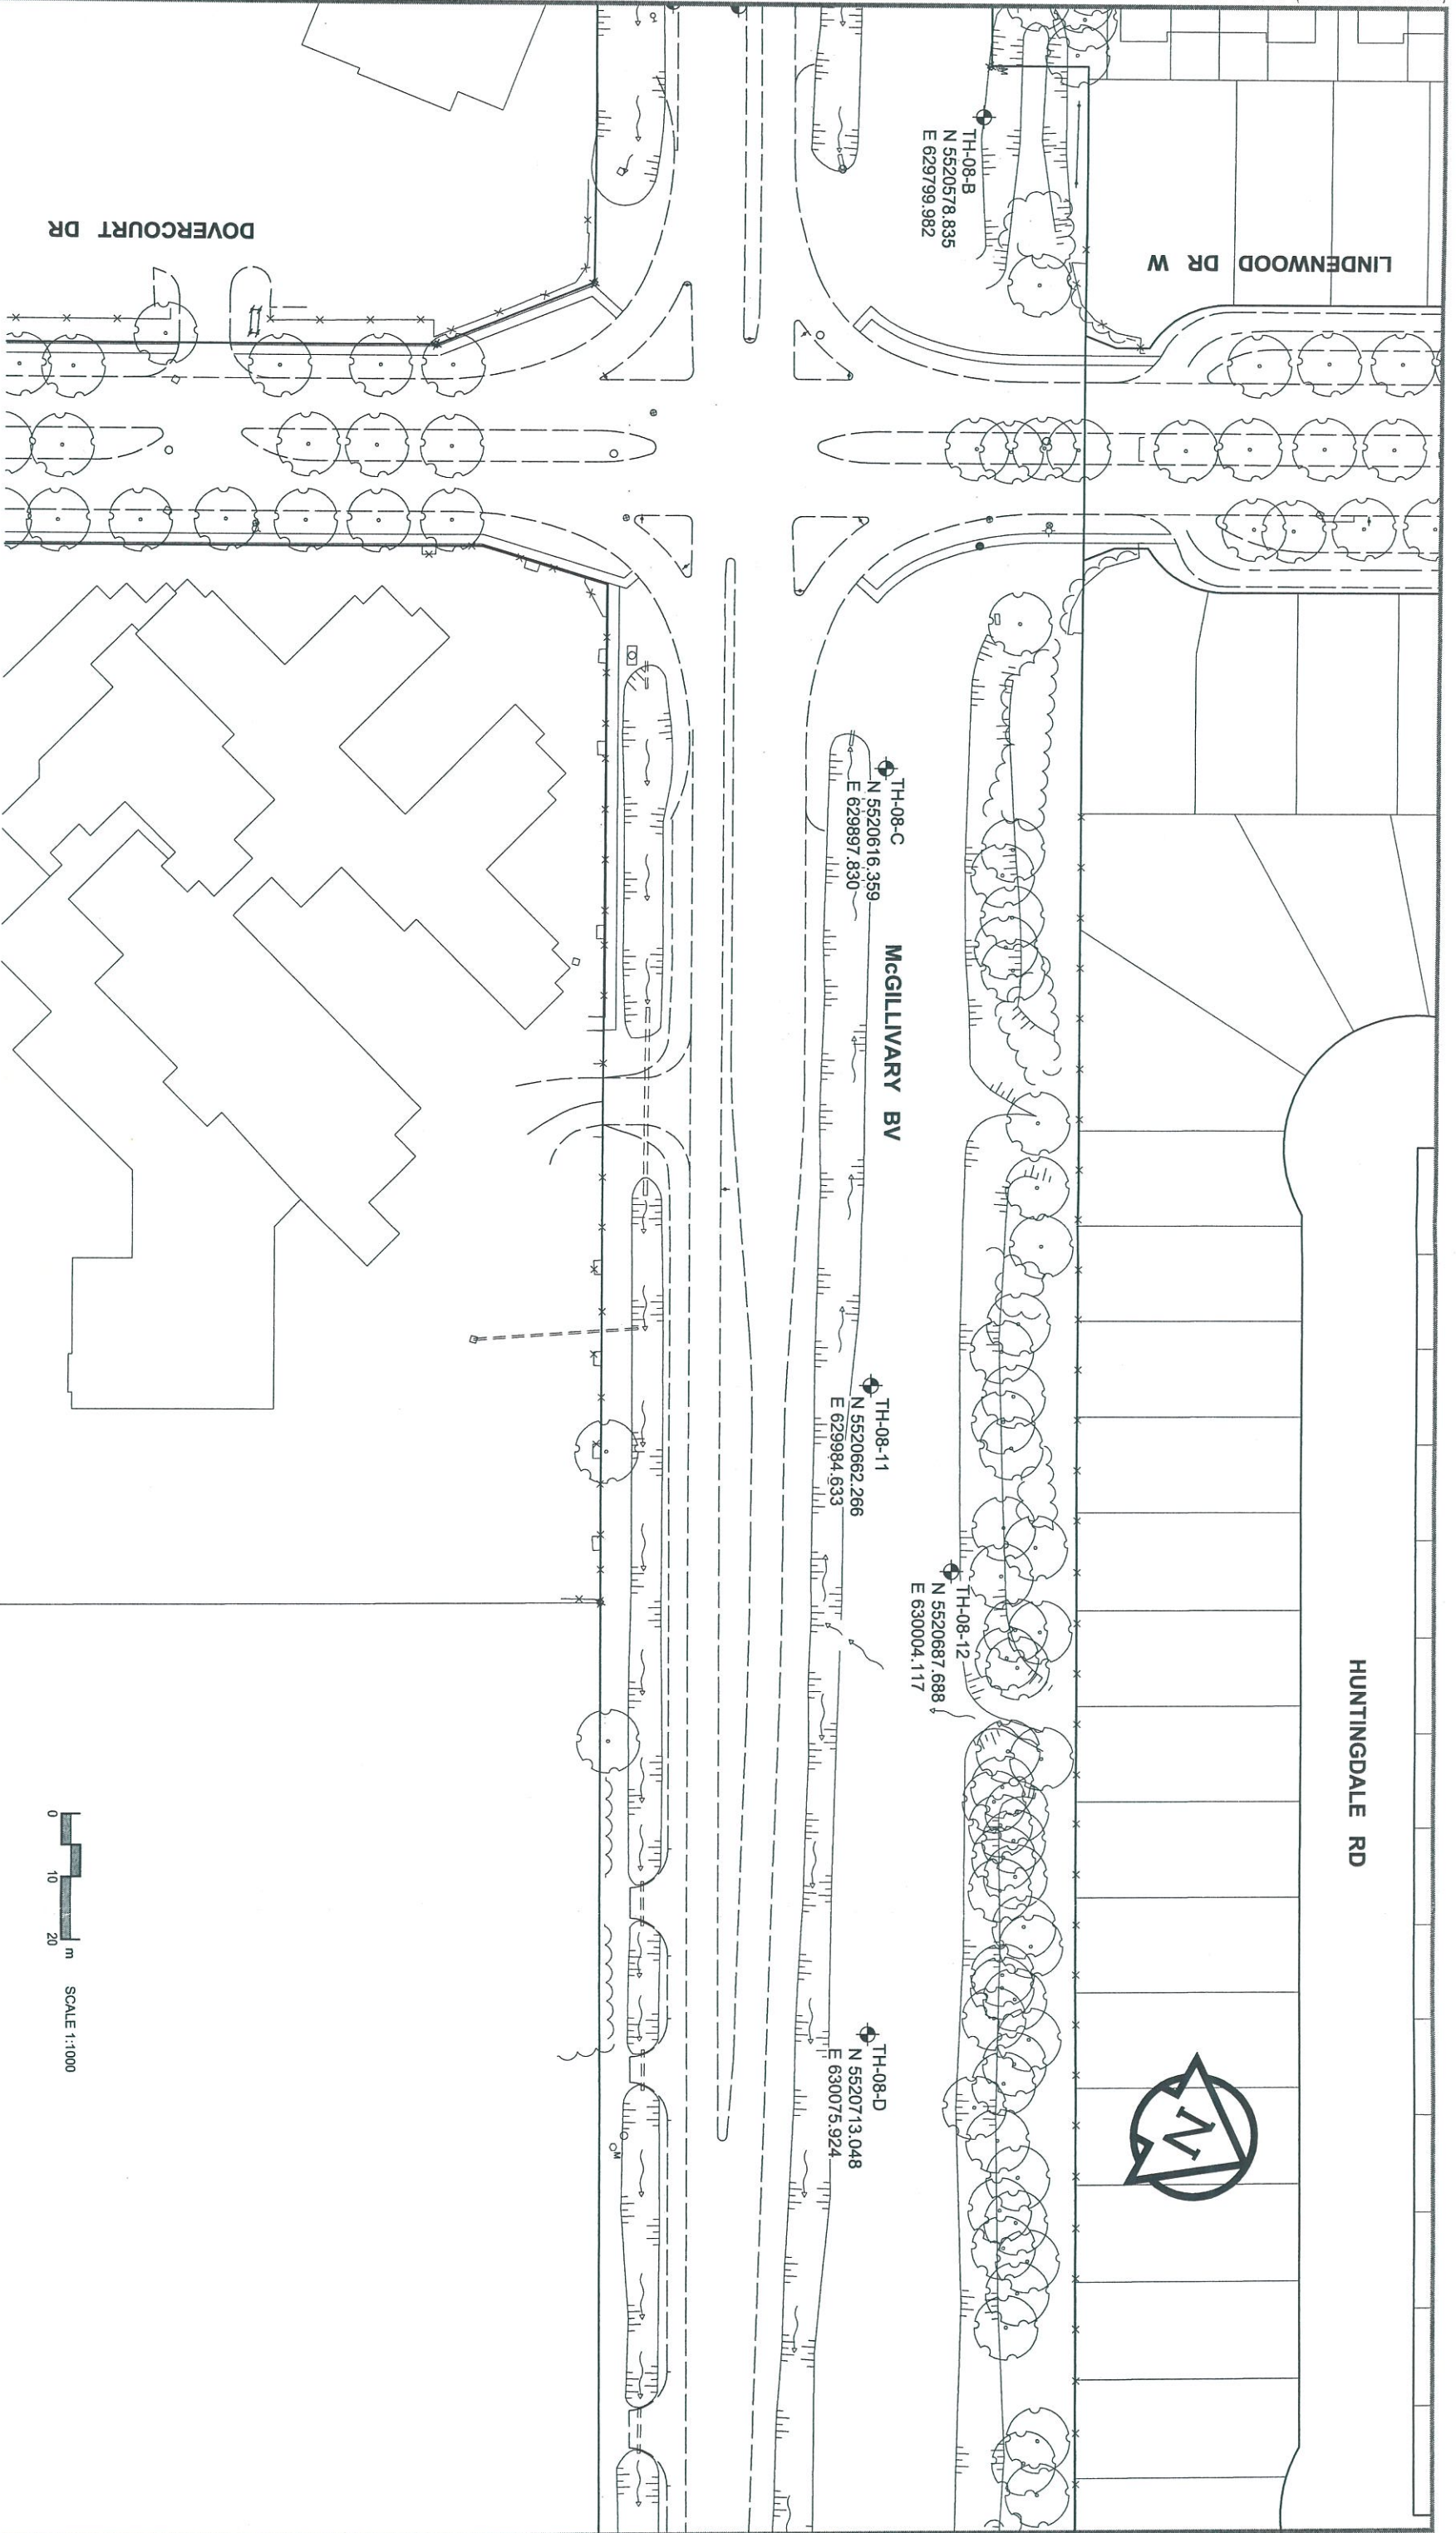 LINDENWOOD DR W
DOVERCOURT DR
TH-08-B
N 5520578.835
E 629799.982
TH-08-C
N 5520616.359
E 629897.830
McGILLIVARY BV
TH-08-11
N 5520662.266
E 629984.633
TH-08-12
N 5520687.688
E 630004.117
TH-08-D
N 5520713.048
E 630075.924
HUNTINGDALE RD
N
M
0 10 20 m SCALE 1:1000